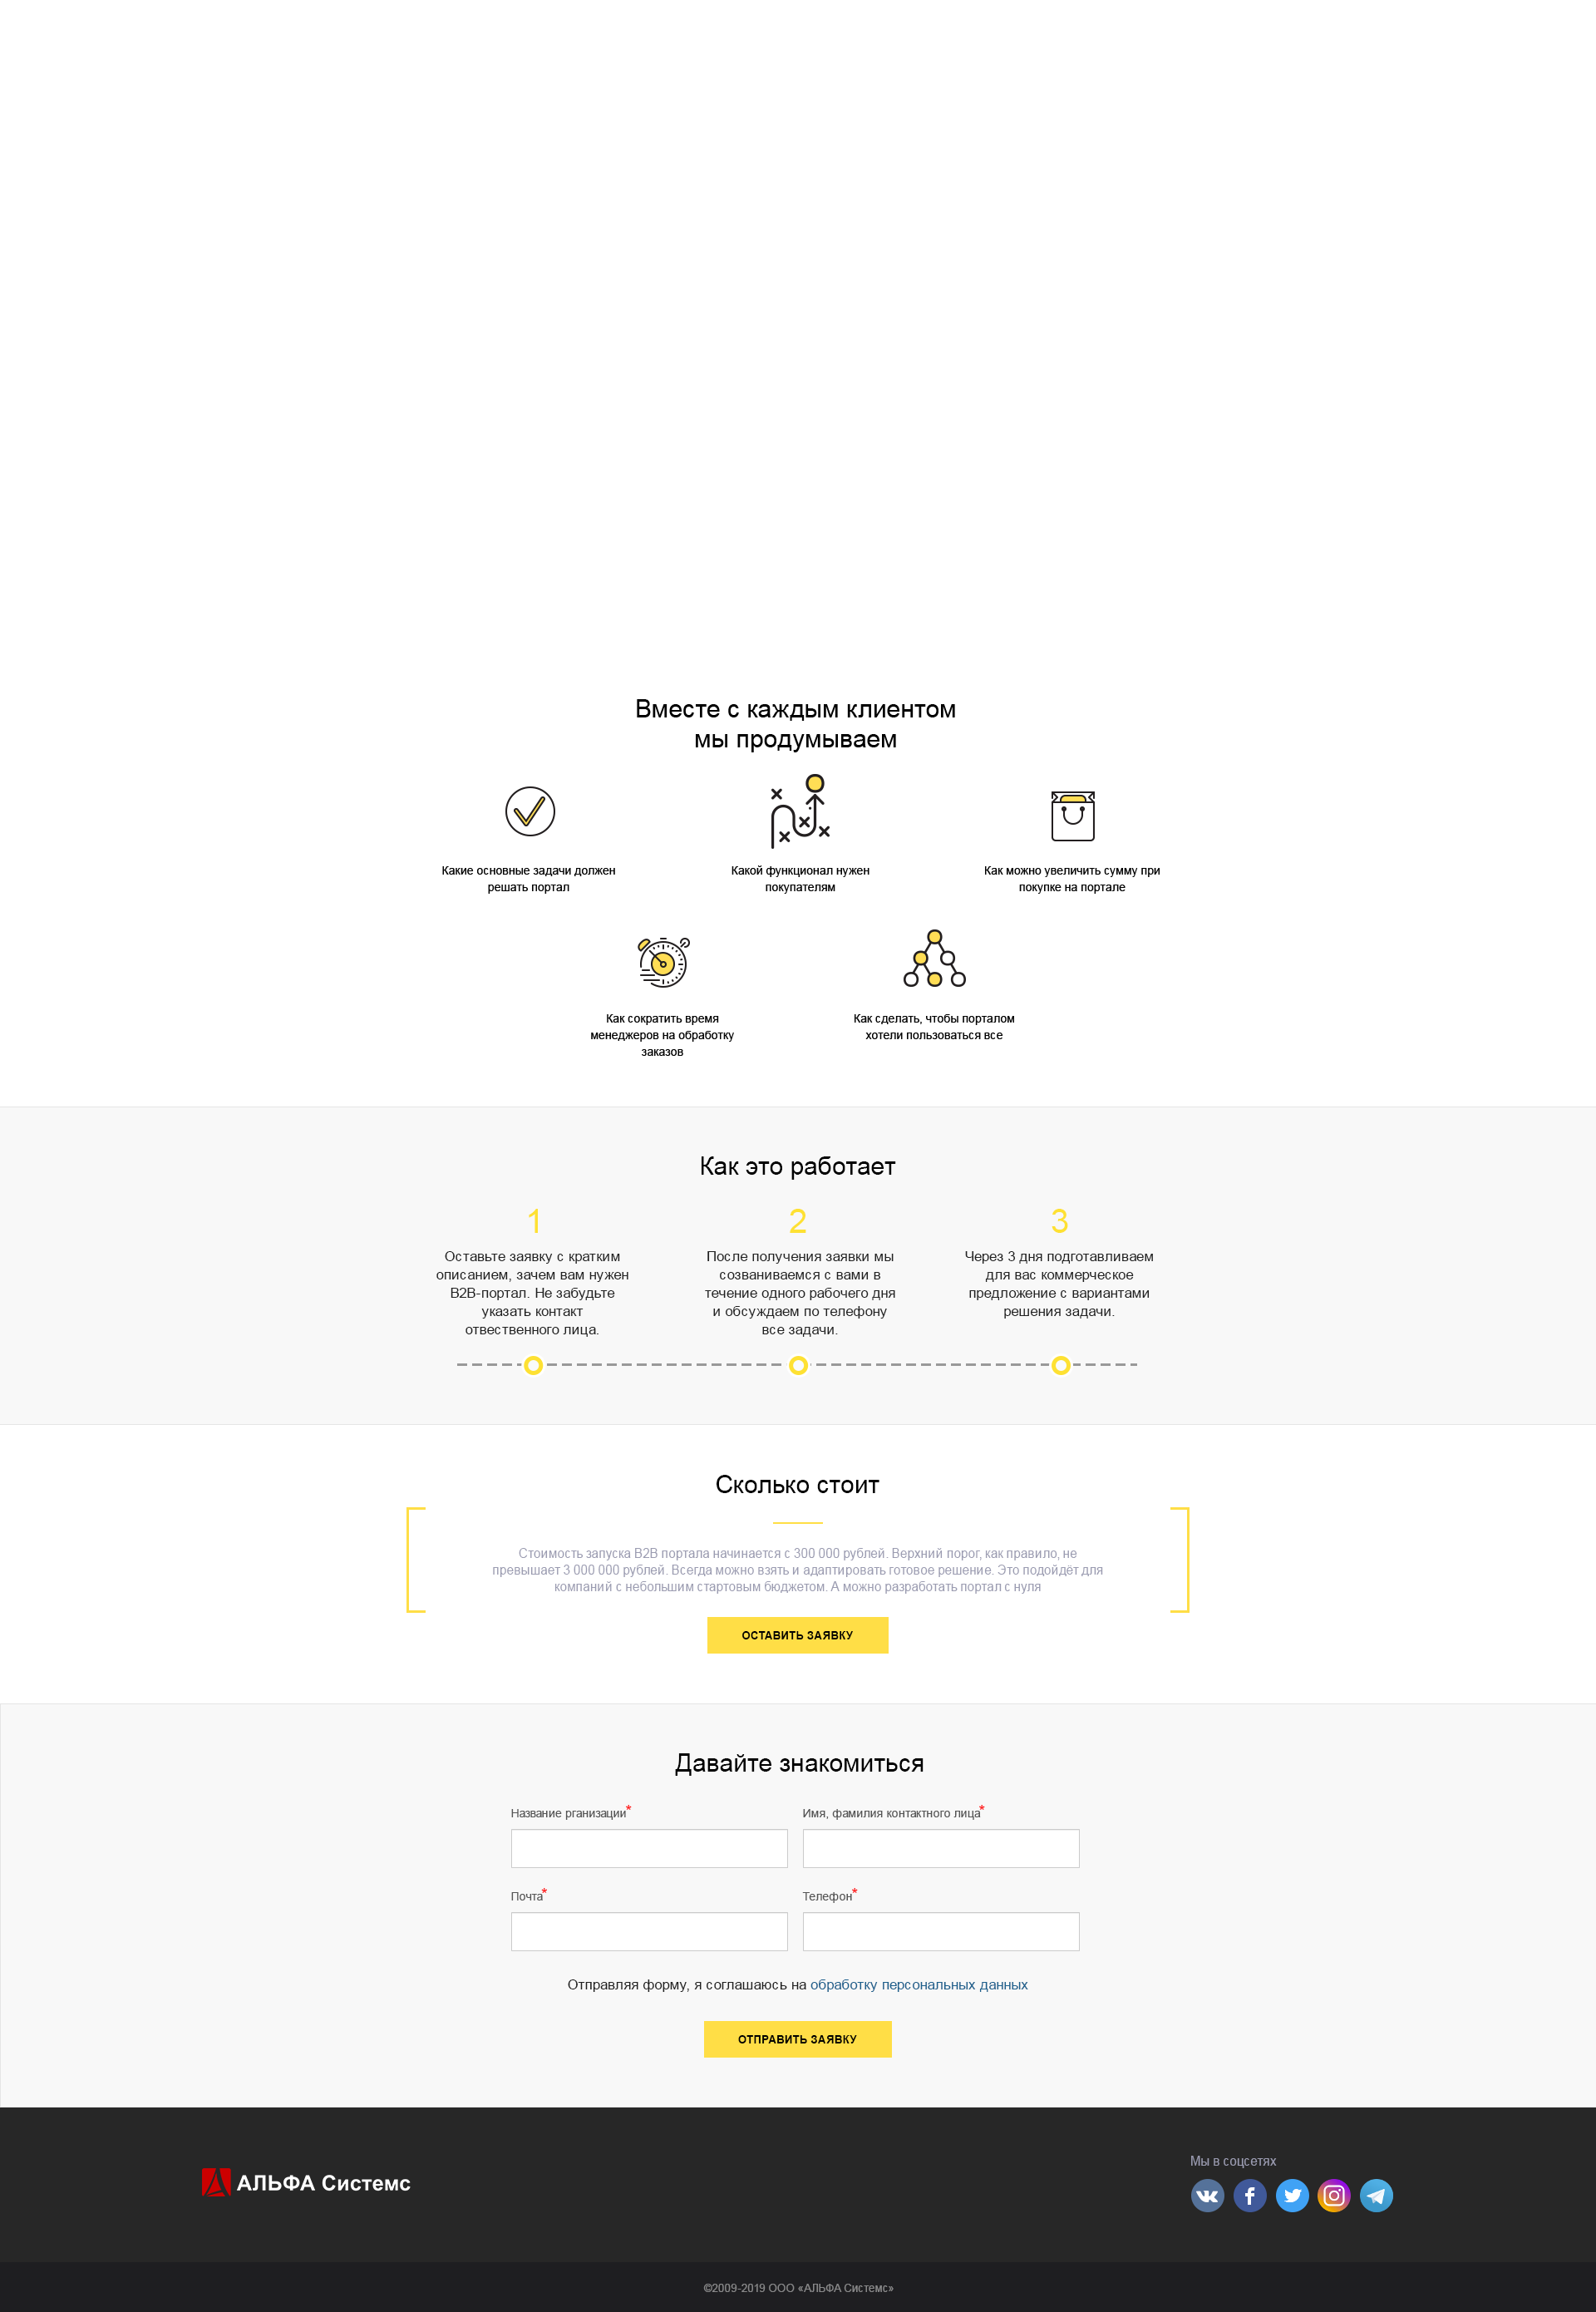 Вместе с каждым клиентом
мы продумываем
Какие основные задачи должен
решать портал
Какой функционал нужен
покупателям
Как можно увеличить сумму при
покупке на портале
Как сократить время
менеджеров на обработку
заказов
Как сделать, чтобы порталом
хотели пользоваться все
Как это работает
1
Оставьте заявку с кратким
описанием, зачем вам нужен
B2B-портал. Не забудьте
указать контакт
отвественного лица.
2
После получения заявки мы
созваниваемся с вами в
течение одного рабочего дня
и обсуждаем по телефону
все задачи.
3
Через 3 дня подготавливаем
для вас коммерческое
предложение с вариантами
решения задачи.
Сколько стоит
Стоимость запуска B2B портала начинается с 300 000 рублей. Верхний порог, как правило, не
превышает 3 000 000 рублей. Всегда можно взять и адаптировать готовое решение. Это подойдёт для
компаний с небольшим стартовым бюджетом. А можно разработать портал с нуля
ОСТАВИТЬ ЗАЯВКУ
Давайте знакомиться
Название рганизации*
Имя, фамилия контактного лица*
Почта*
Телефон*
Отправляя форму, я соглашаюсь на обработку персональных данных
ОТПРАВИТЬ ЗАЯВКУ
АЛЬФА Системс
Мы в соцсетях
©2009-2019 ООО «АЛЬФА Системс»